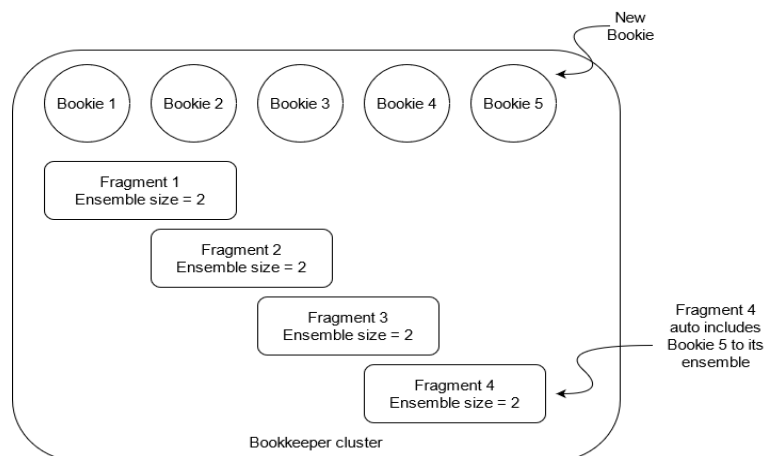 New
Bookie
Bookie 1
Bookie 2
Bookie 3
Bookie 4
Bookie 5
Fragment 1
Ensemble size = 2
Fragment 2
Ensemble size = 2
Fragment 3
Ensemble size = 2
Fragment 4
auto includes
Bookie 5 to its
ensemble
Fragment 4
Ensemble size = 2
Bookkeeper cluster